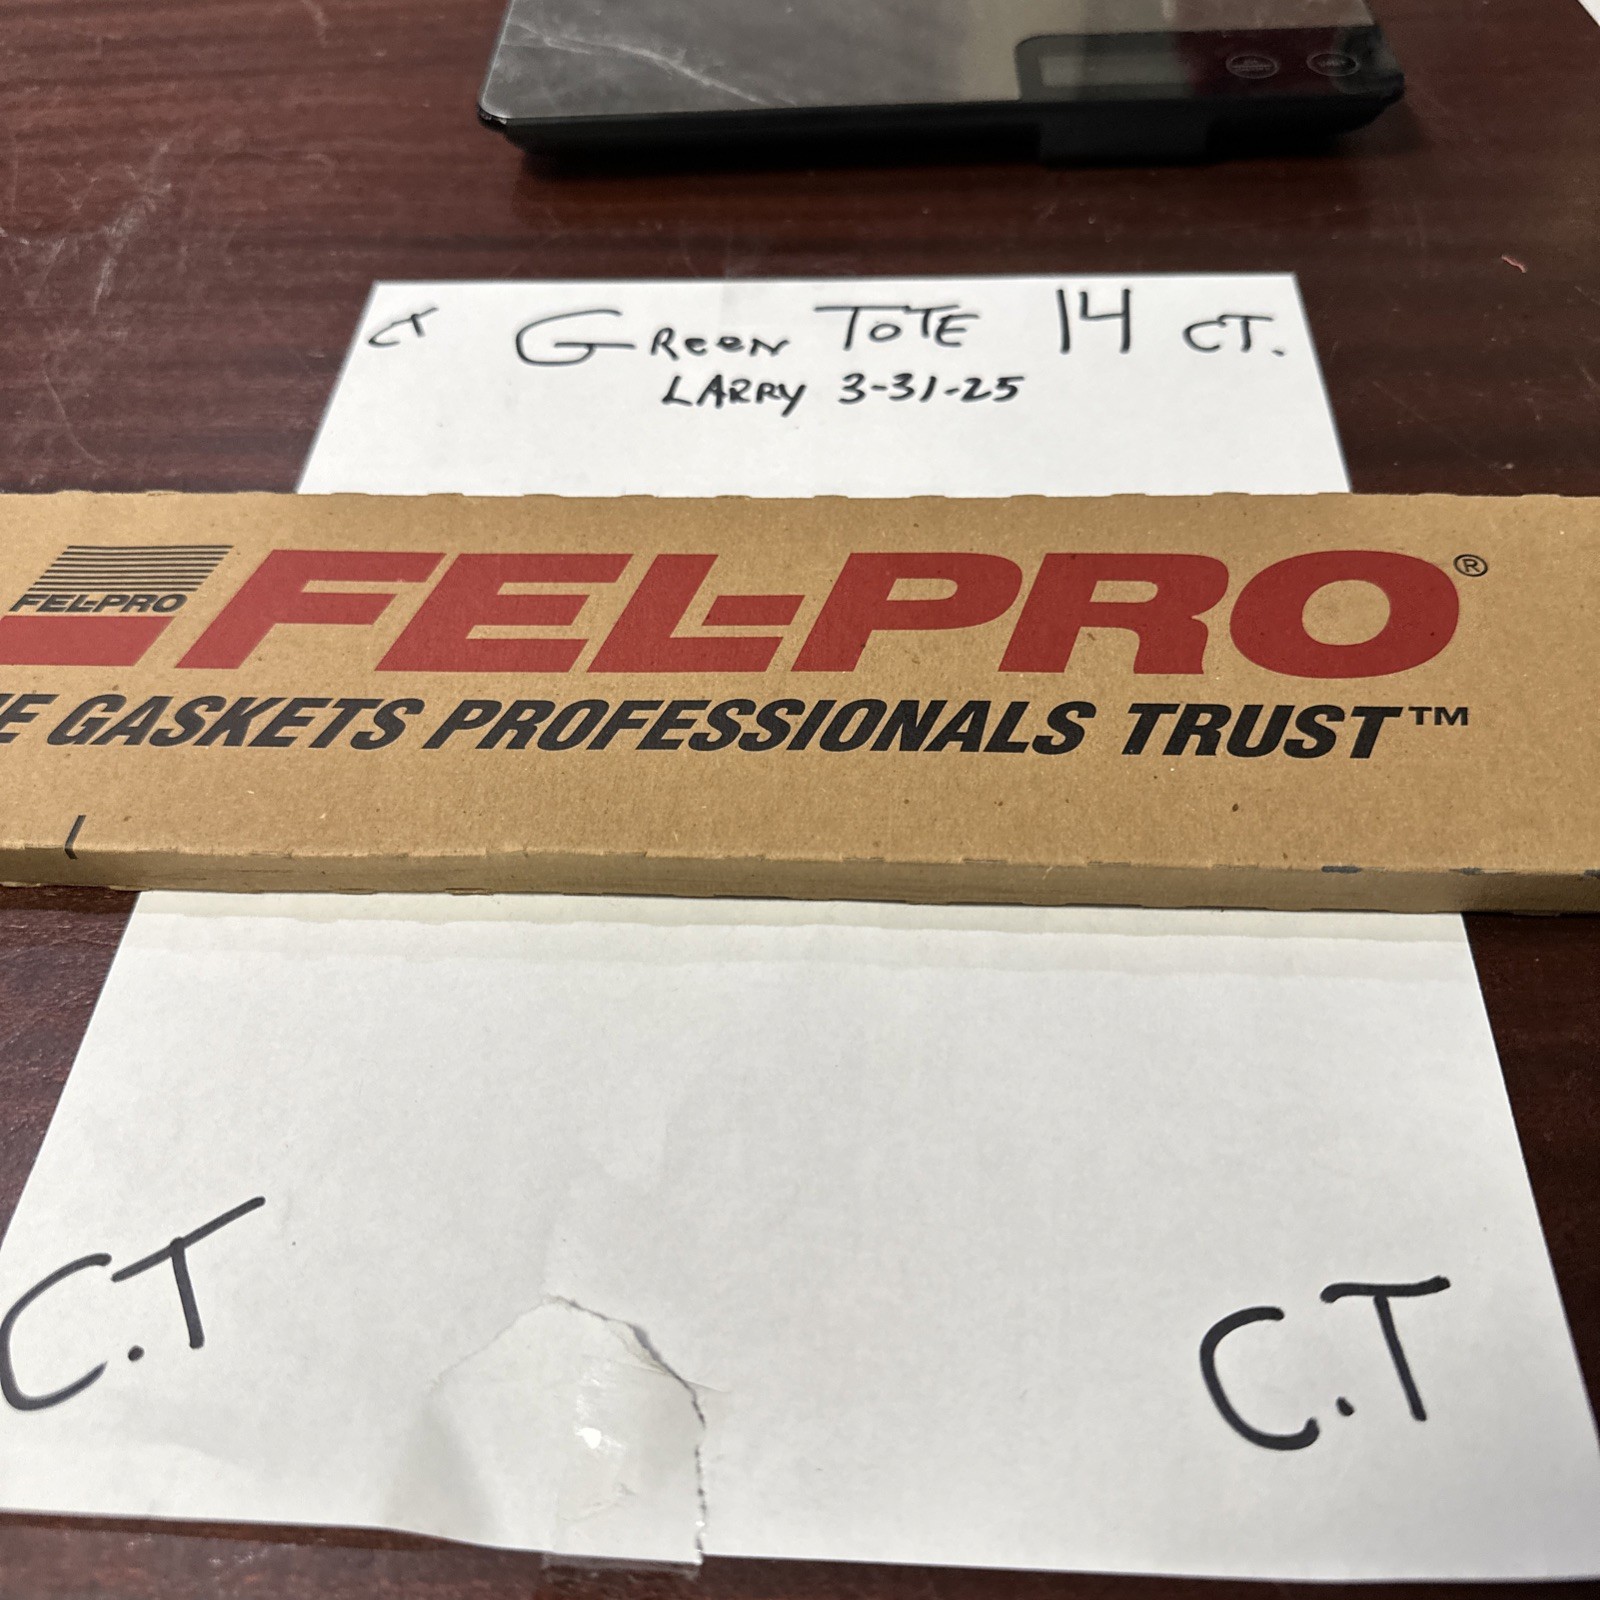 CT GReeN TOTE 14 CT.
LARRY 3-31-25
FEL-PRO
FEL-PRO®
E GASKETS PROFESSIONALS TRUST™
C.T
C.T